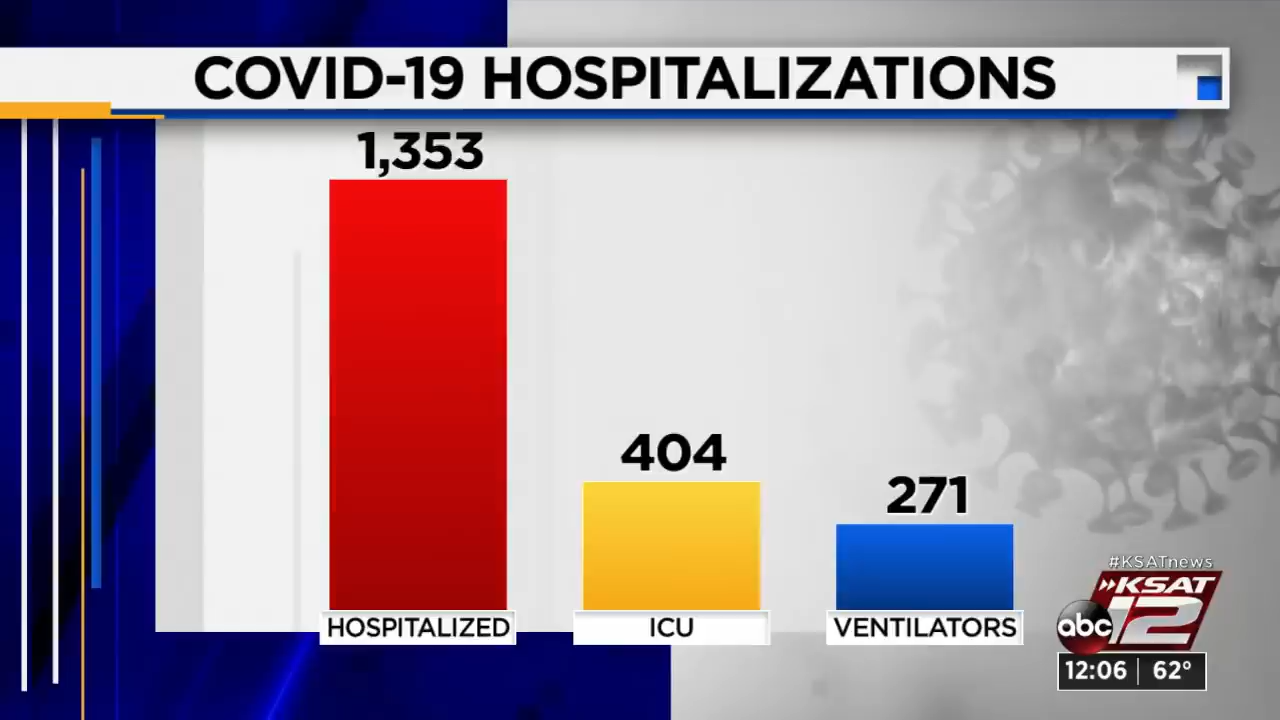 COVID-19 HOSPITALIZATIONS
1,353
404
271
HOSPITALIZED
ICU
VENTILATORS
#KSATnews
KSAT
abc 12
12:06 62°